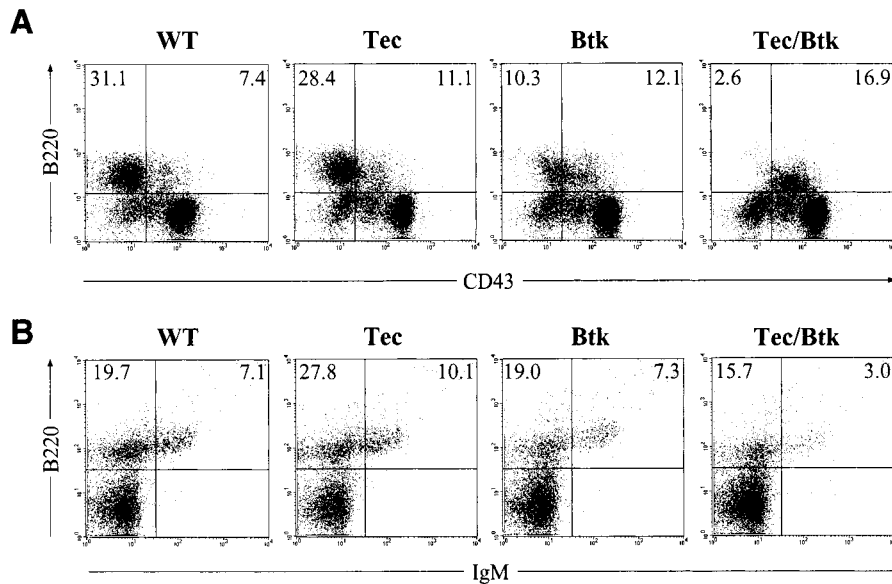 A
WT
Tec
Btk
Tec/Btk
31.1 7.4
28.4 11.1
10.3 12.1
2.6 16.9
B220
CD43
B
WT
Tec
Btk
Tec/Btk
19.7 7.1
27.8 10.1
19.0 7.3
15.7 3.0
B220
IgM